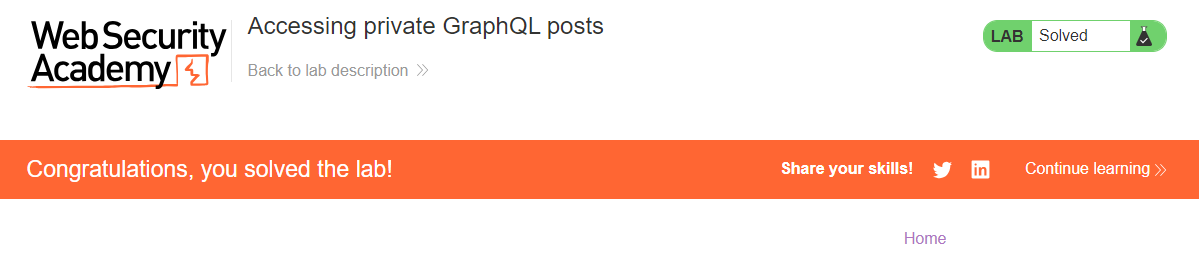 Web Security
Academy
Accessing private GraphQL posts
Back to lab description
LAB Solved
Congratulations, you solved the lab!
Share your skills!
Continue learning
Home